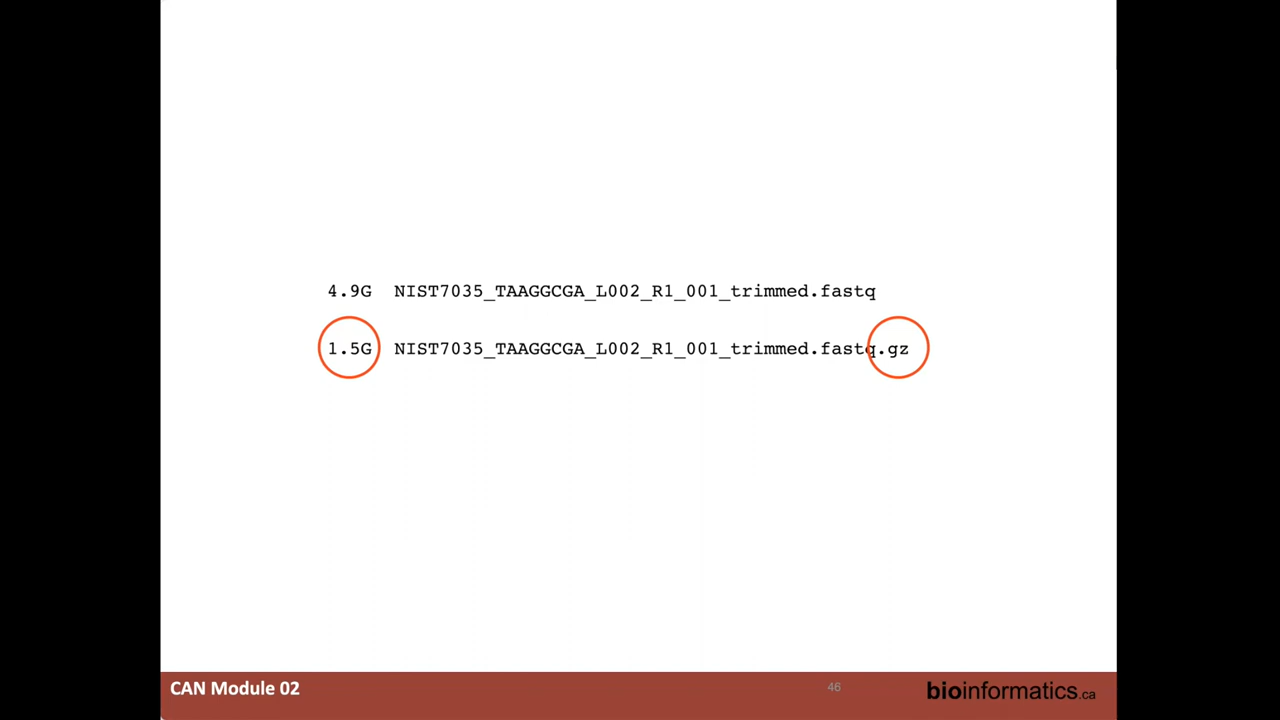 4.9G NIST7035_TAAGGCGA_L002_R1_001_trimmed.fastq
1.5G NIST7035_TAAGGCGA_L002_R1_001_trimmed.fastq.gz
CAN Module 02
46
bioinformatics.ca